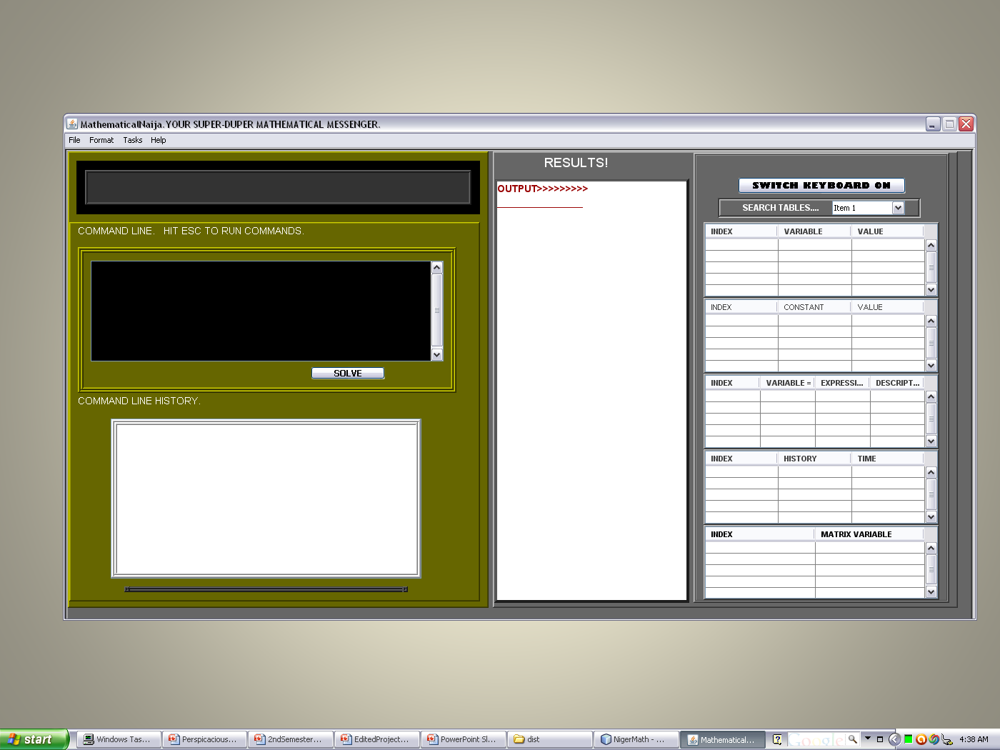 MathematicalNaija.YOUR SUPER-DUPER MATHEMATICAL MESSENGER.
File Format Tasks Help
RESULTS!
OUTPUT>>>>>>>>>
SWITCH KEYBOARD ON
SEARCH TABLES.... Item 1
COMMAND LINE. HIT ESC TO RUN COMMANDS.
SOLVE
COMMAND LINE HISTORY.
INDEX VARIABLE VALUE
INDEX CONSTANT VALUE
INDEX VARIABLE = EXPRESSI... DESCRIPT...
INDEX HISTORY TIME
INDEX MATRIX VARIABLE
start Windows Tas... Perspicacious... 2ndSemester... EditedProject... PowerPoint Sl... dist NigerMath - ... Mathematical... Google 4:38 AM